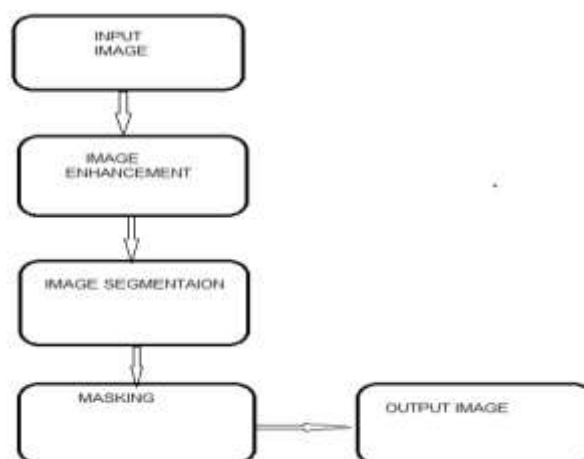 INPUT
IMAGE
IMAGE
ENHANCEMENT
IMAGE SEGMENTAION
MASKING
OUTPUT IMAGE